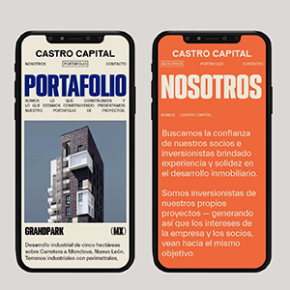 CASTRO CAPITAL
NOSOTROS PORTAFOLIO CONTACTO
PORTAFOLIO
SOMOS LO QUE CONSTRUIMOS Y
LO QUE ESTAMOS CONSTRUYENDO. PRESENTAMOS
NUESTRO PORTAFOLIO DE PROYECTOS.
GRANDPARK (MX)
Desarrollo industrial de cinco hectáreas
sobre Carretera a Monclova, Nuevo León.
Terrenos industriales con perimetrales,
CASTRO CAPITAL
NOSOTROS PORTAFOLIO CONTACTO
NOSOTROS
SOMOS CASTRO CAPITAL
Buscamos la confianza
de nuestros socios e
inversionistas brindado
experiencia y solidez en
el desarrollo inmobiliario.
Somos inversionistas de
nuestros propios
proyectos — generando
así que los intereses de
la empresa y los socios,
vean hacia el mismo
objetivo.